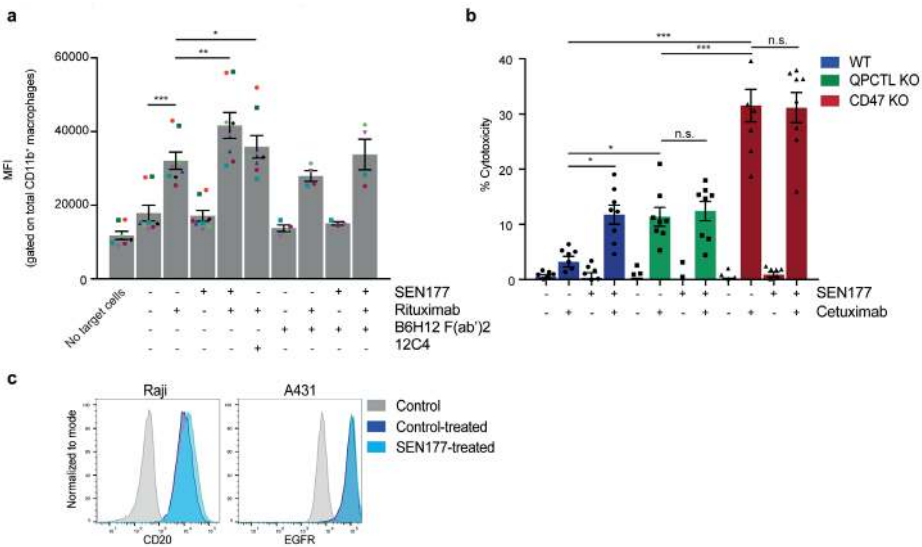 a
b
MFI
(gated on total CD11b⁺ macrophages)
60000
40000
20000
0
*
**
***
No target cells
- - + + - - - + + SEN177
- + - + + - + - + Rituximab
- - - - - + + + + B6H12 F(ab')2
- - - - + - - - - 12C4
% Cytotoxicity
50
40
30
20
10
0
*** n.s.
***
* n.s.
*
WT
QPCTL KO
CD47 KO
- - + + - - + + - - + + SEN177
- + - + - + - + - + - + Cetuximab
c
Raji
A431
Normalized to mode
CD20
EGFR
Control
Control-treated
SEN177-treated